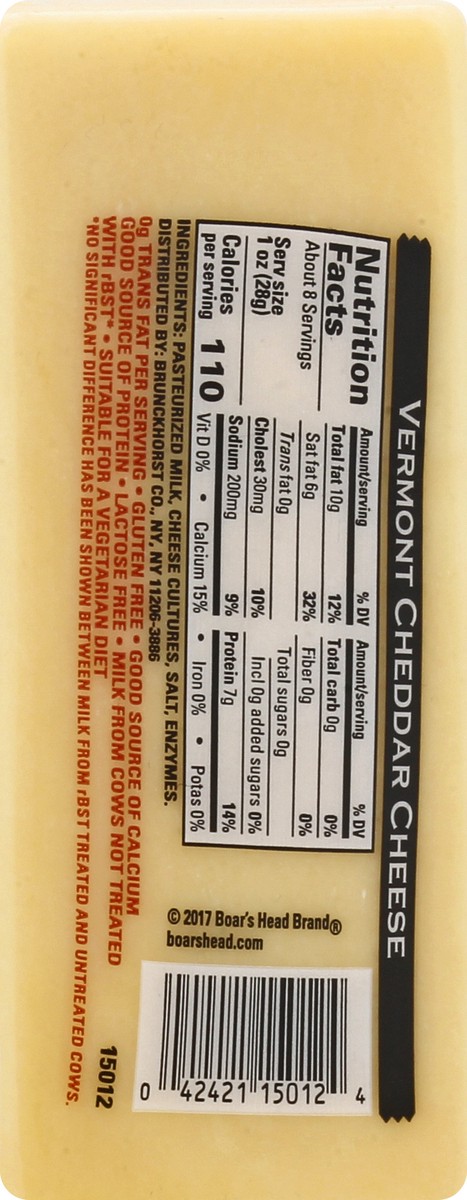 VERMONT CHEDDAR CHEESE
Nutrition
Facts
About 8 Servings
Serv size
1 oz (28g)
Calories
per serving 110
Amount/serving % DV
Total fat 10g 12%
Sat fat 6g 32%
Trans fat 0g
Cholest 30mg 10%
Sodium 200mg 9%
Amount/serving % DV
Total carb 0g 0%
Fiber 0g 0%
Total sugars 0g
Incl 0g added sugars 0%
Protein 7g 14%
Vit D 0% • Calcium 15% • Iron 0% • Potas 0%
INGREDIENTS: PASTEURIZED MILK, CHEESE CULTURES, SALT, ENZYMES.
DISTRIBUTED BY: BRUNCKHORST CO., NY, NY 11206-3886
0g TRANS FAT PER SERVING • GLUTEN FREE • GOOD SOURCE OF CALCIUM
GOOD SOURCE OF PROTEIN • LACTOSE FREE • MILK FROM COWS NOT TREATED
WITH rBST* • SUITABLE FOR A VEGETARIAN DIET
*NO SIGNIFICANT DIFFERENCE HAS BEEN SHOWN BETWEEN MILK FROM rBST TREATED AND UNTREATED COWS.
© 2017 Boar's Head Brand®
boarshead.com
0 42421 15012 4
15012